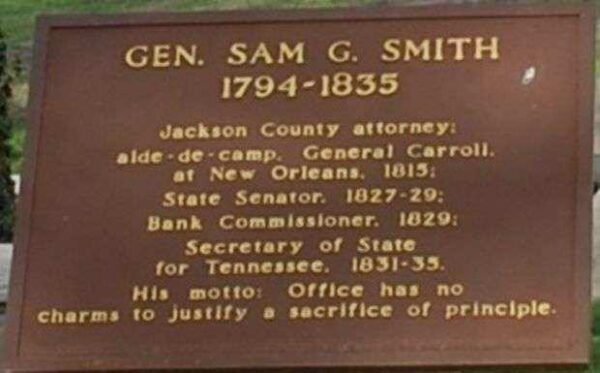 GEN. SAM G. SMITH
1794-1835
Jackson County attorney;
aide-de-camp, General Carroll,
at New Orleans, 1815;
State Senator, 1827-29;
Bank Commissioner, 1829;
Secretary of State
for Tennessee, 1831-35.
His motto: Office has no
charms to justify a sacrifice of principle.